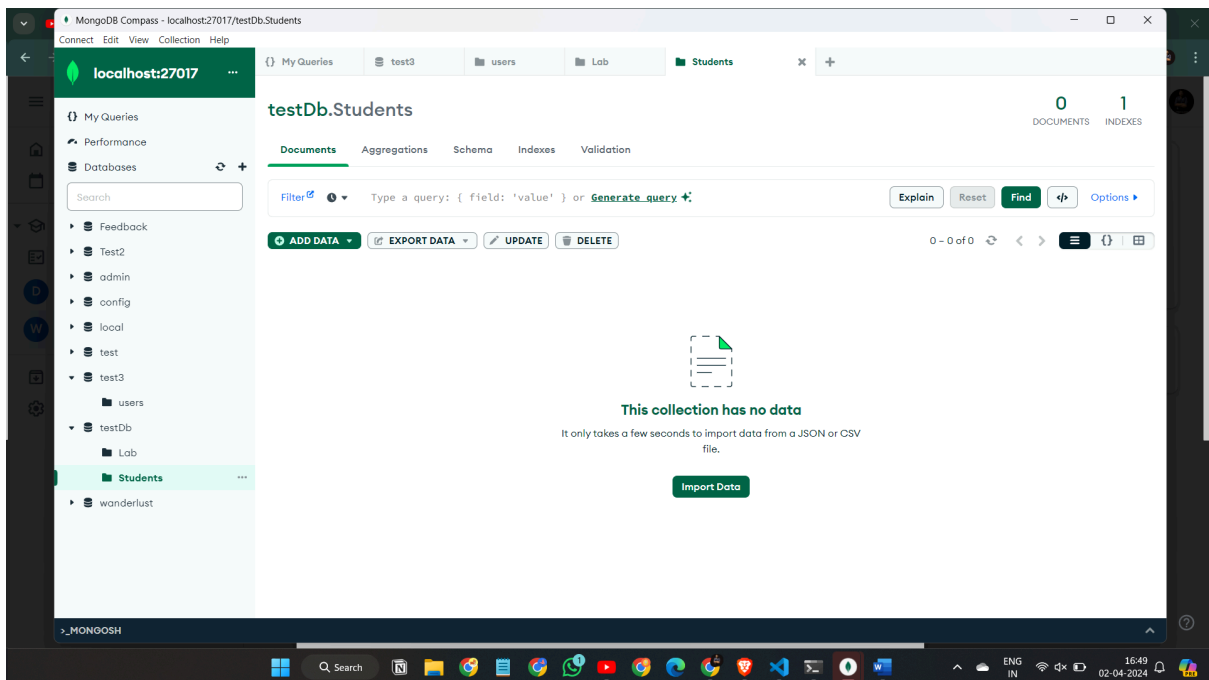 MongoDB Compass - localhost:27017/testDb.Students
Connect Edit View Collection Help
localhost:27017 ...
{} My Queries
test3
users
Lab
Students
{} My Queries
Performance
Databases
Search
Feedback
Test2
admin
config
local
test
test3
users
testDb
Lab
Students
wanderlust
testDb.Students
0
DOCUMENTS
1
INDEXES
Documents Aggregations Schema Indexes Validation
Filter Type a query: { field: 'value' } or Generate query
Explain Reset Find </> Options
ADD DATA EXPORT DATA UPDATE DELETE
0 – 0 of 0
{}
This collection has no data
It only takes a few seconds to import data from a JSON or CSV
file.
Import Data
>_MONGOSH
D
W
Search
1
ENG
IN
16:49
02-04-2024
PRE